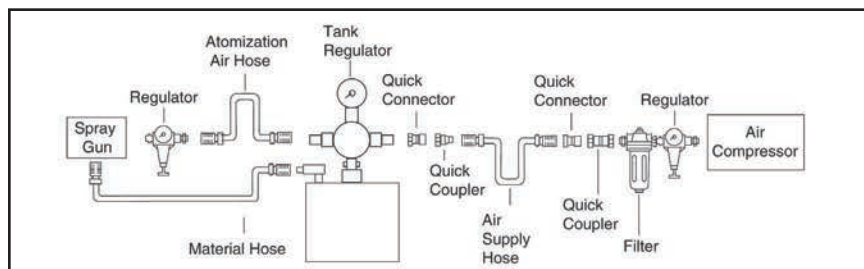 Atomization
Air Hose
Tank
Regulator
Regulator
Quick
Connector
Quick
Connector
Regulator
Spray
Gun
Air
Compressor
Quick
Coupler
Quick
Coupler
Material Hose
Air
Supply
Hose
Filter